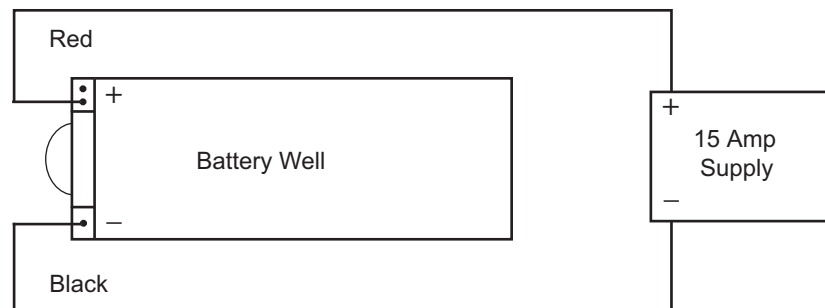 Red
+
Battery Well
−
Black
+
15 Amp
Supply
−